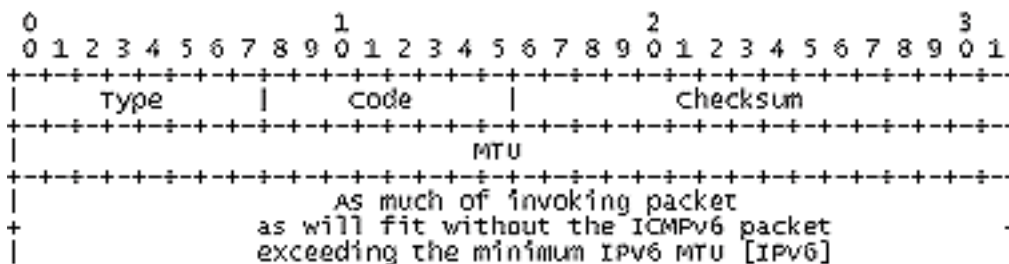 0                   1                   2                   3
0 1 2 3 4 5 6 7 8 9 0 1 2 3 4 5 6 7 8 9 0 1 2 3 4 5 6 7 8 9 0 1
| Type | Code | Checksum
| MTU
| As much of invoking packet
+ as will fit without the ICMPv6 packet
| exceeding the minimum IPv6 MTU [IPv6]